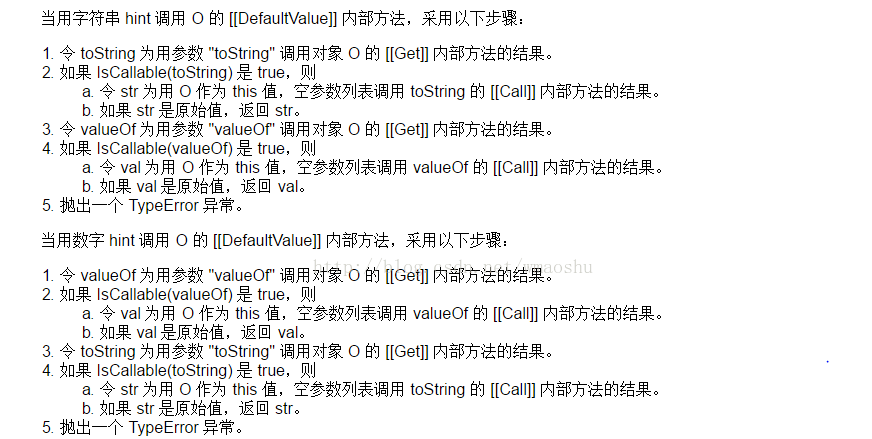 当用字符串 hint 调用 O 的 [[DefaultValue]] 内部方法，采用以下步骤：
1. 令 toString 为用参数 "toString" 调用对象 O 的 [[Get]] 内部方法的结果。
2. 如果 IsCallable(toString) 是 true，则
a. 令 str 为用 O 作为 this 值，空参数列表调用 toString 的 [[Call]] 内部方法的结果。
b. 如果 str 是原始值，返回 str。
3. 令 valueOf 为用参数 "valueOf" 调用对象 O 的 [[Get]] 内部方法的结果。
4. 如果 IsCallable(valueOf) 是 true，则
a. 令 val 为用 O 作为 this 值，空参数列表调用 valueOf 的 [[Call]] 内部方法的结果。
b. 如果 val 是原始值，返回 val。
5. 抛出一个 TypeError 异常。
当用数字 hint 调用 O 的 [[DefaultValue]] 内部方法，采用以下步骤：
http://blog.csdn.net/
1. 令 valueOf 为用参数 "valueOf" 调用对象 O 的 [[Get]] 内部方法的结果。
2. 如果 IsCallable(valueOf) 是 true，则
a. 令 val 为用 O 作为 this 值，空参数列表调用 valueOf 的 [[Call]] 内部方法的结果。
b. 如果 val 是原始值，返回 val。
3. 令 toString 为用参数 "toString" 调用对象 O 的 [[Get]] 内部方法的结果。
4. 如果 IsCallable(toString) 是 true，则
a. 令 str 为用 O 作为 this 值，空参数列表调用 toString 的 [[Call]] 内部方法的结果。
b. 如果 str 是原始值，返回 str。
5. 抛出一个 TypeError 异常。